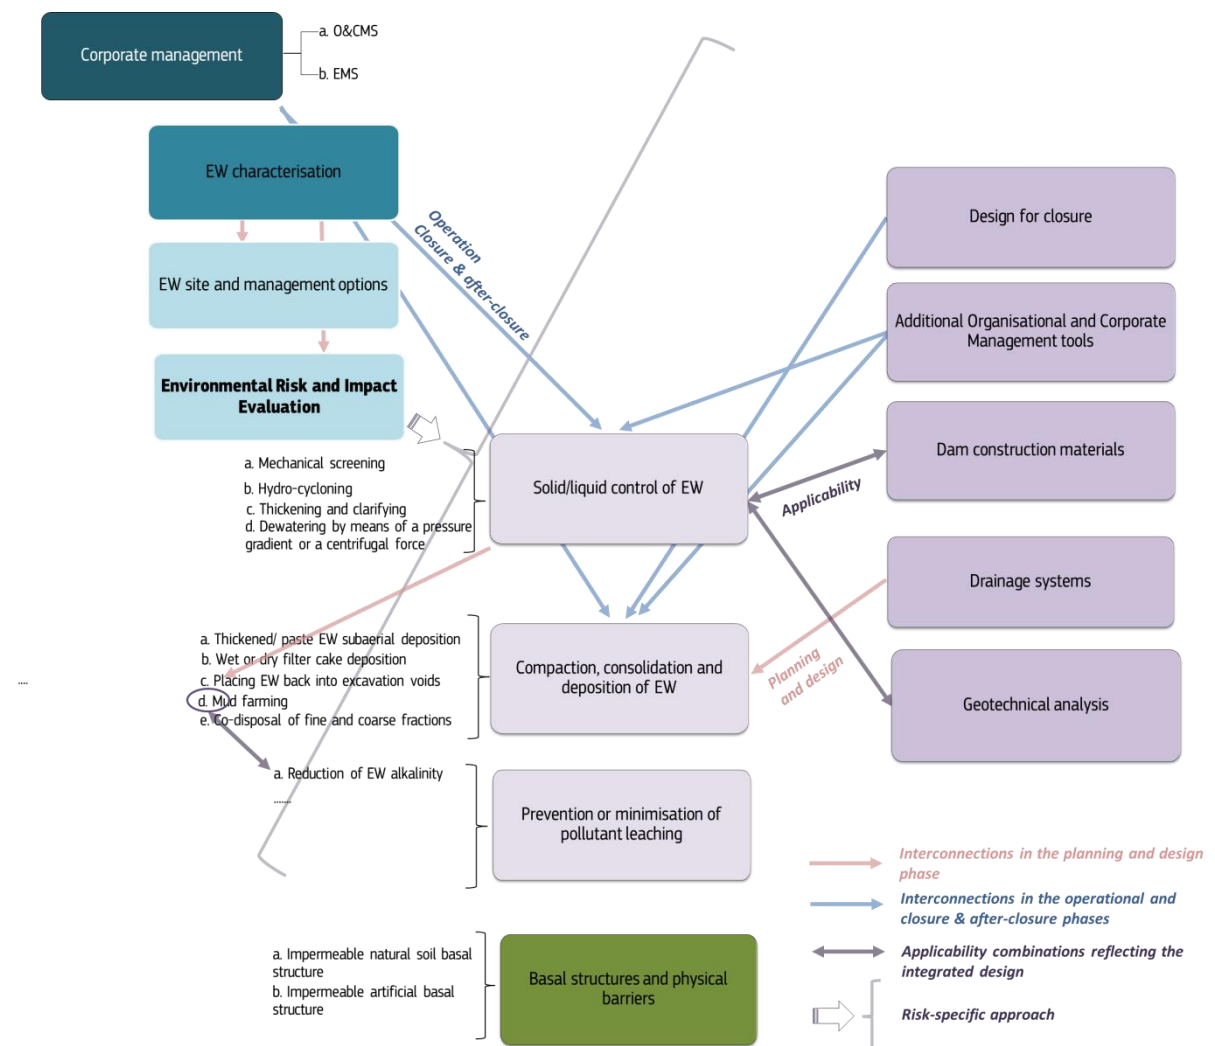 Corporate management
a. O&CMS
b. EMS
EW characterisation
EW site and management options
Environmental Risk and Impact
Evaluation
Operation
Closure & after-closure
a. Mechanical screening
b. Hydro-cycloning
c. Thickening and clarifying
d. Dewatering by means of a pressure
gradient or a centrifugal force
Solid/liquid control of EW
Applicability
Design for closure
Additional Organisational and Corporate
Management tools
Dam construction materials
Drainage systems
Geotechnical analysis
Planning
and design
a. Thickened/ paste EW subaerial deposition
b. Wet or dry filter cake deposition
c. Placing EW back into excavation voids
d. Mud farming
e. Co-disposal of fine and coarse fractions
....
Compaction, consolidation and
deposition of EW
a. Reduction of EW alkalinity
.......
Prevention or minimisation of
pollutant leaching
a. Impermeable natural soil basal
structure
b. Impermeable artificial basal
structure
Basal structures and physical
barriers
Interconnections in the planning and design
phase
Interconnections in the operational and
closure & after-closure phases
Applicability combinations reflecting the
integrated design
Risk-specific approach